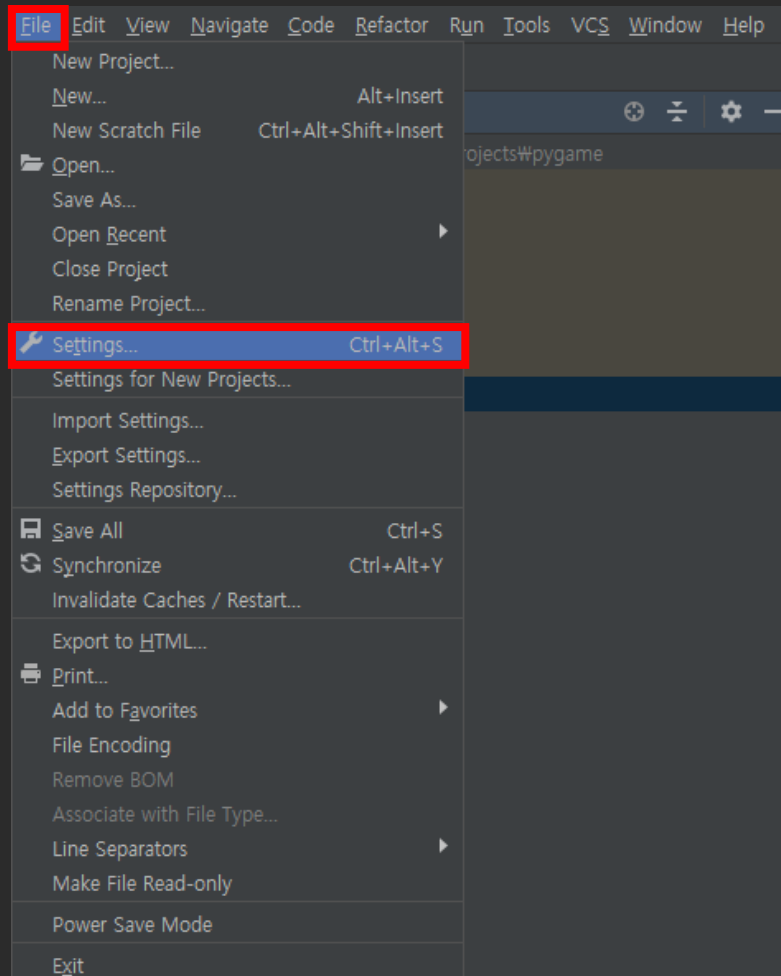 File Edit View Navigate Code Refactor Run Tools VCS Window Help
New Project...
New... Alt+Insert
New Scratch File Ctrl+Alt+Shift+Insert
ojects₩pygame
Open...
Save As...
Open Recent
Close Project
Rename Project...
Settings... Ctrl+Alt+S
Settings for New Projects...
Import Settings...
Export Settings...
Settings Repository...
Save All Ctrl+S
Synchronize Ctrl+Alt+Y
Invalidate Caches / Restart...
Export to HTML...
Print...
Add to Favorites
File Encoding
Remove BOM
Associate with File Type...
Line Separators
Make File Read-only
Power Save Mode
Exit